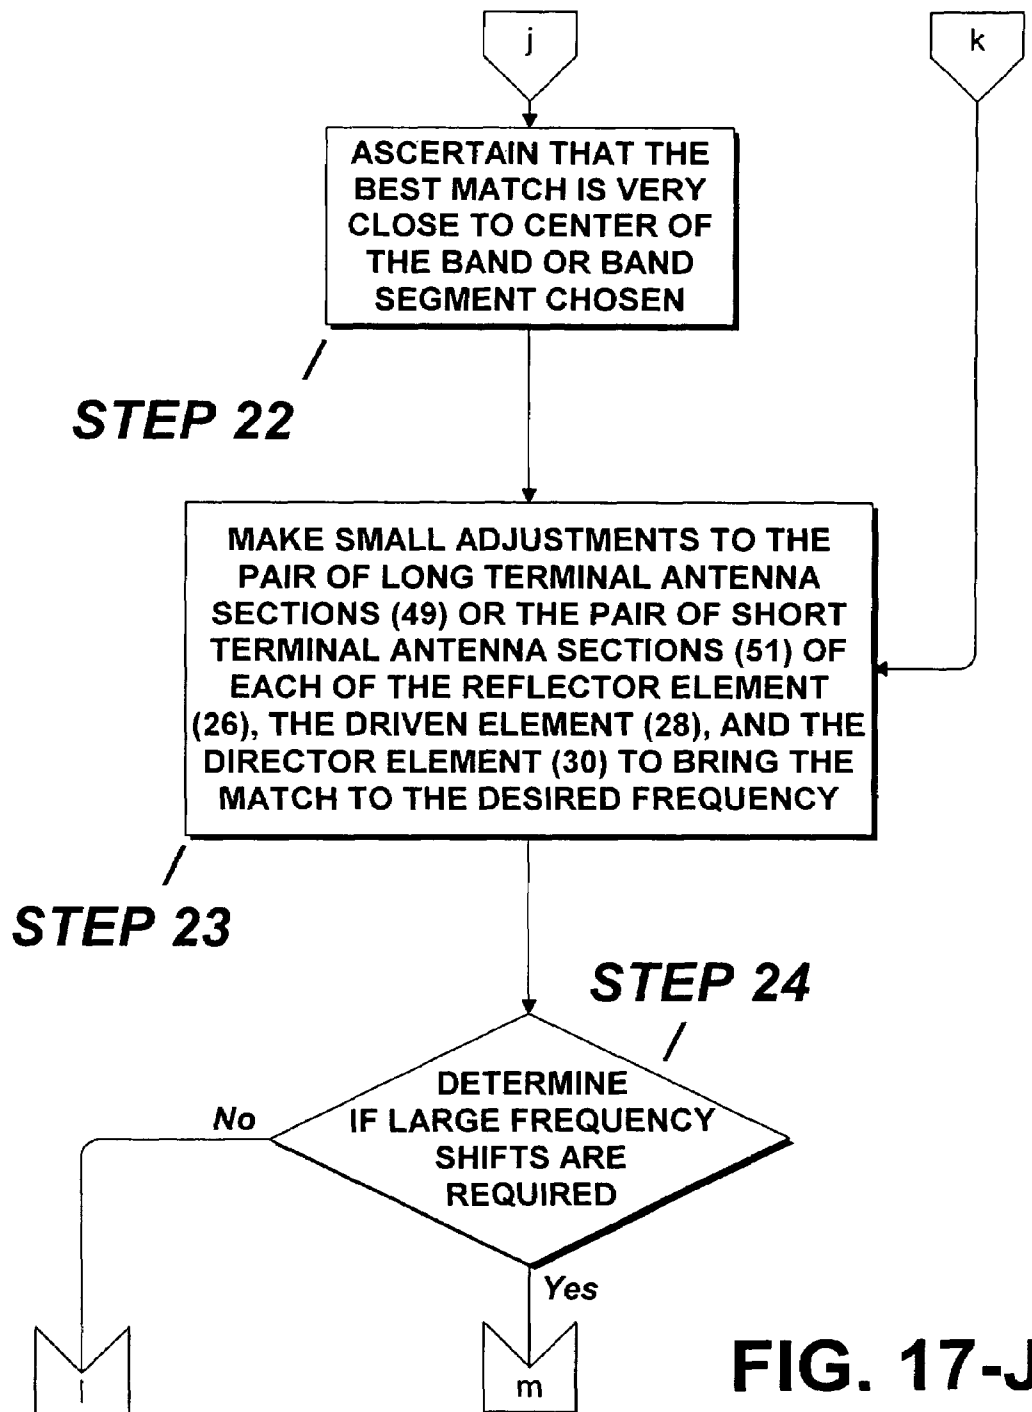 j
k
ASCERTAIN THAT THE
BEST MATCH IS VERY
CLOSE TO CENTER OF
THE BAND OR BAND
SEGMENT CHOSEN
STEP 22
MAKE SMALL ADJUSTMENTS TO THE
PAIR OF LONG TERMINAL ANTENNA
SECTIONS (49) OR THE PAIR OF SHORT
TERMINAL ANTENNA SECTIONS (51) OF
EACH OF THE REFLECTOR ELEMENT
(26), THE DRIVEN ELEMENT (28), AND THE
DIRECTOR ELEMENT (30) TO BRING THE
MATCH TO THE DESIRED FREQUENCY
STEP 23
STEP 24
DETERMINE
IF LARGE FREQUENCY
SHIFTS ARE
REQUIRED
No
Yes
l
m
FIG. 17-J